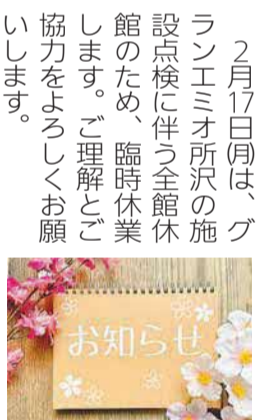 2月17日㈪は、グ
ランエミオ所沢の施
設点検に伴う全館休
館のため、臨時休業
します。ご理解とご
協力をよろしくお願
いします。
お知らせ